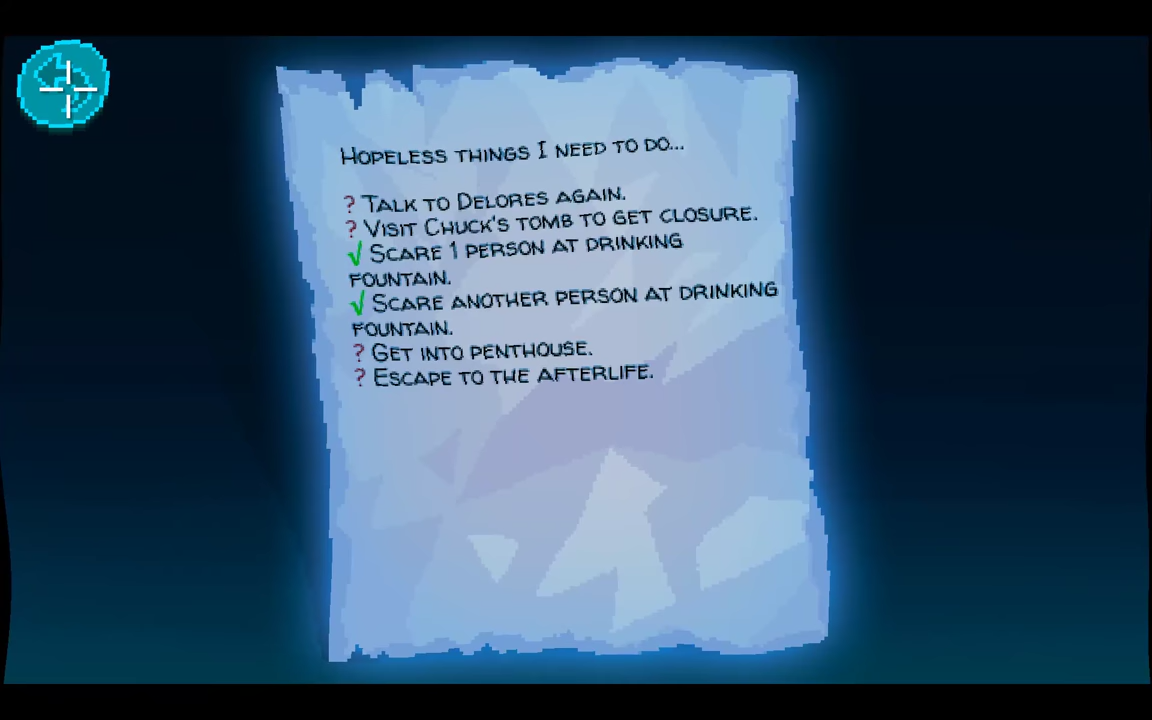 Hopeless things I need to do...
? Talk to Delores again.
? Visit Chuck's tomb to get closure.
✓ Scare 1 person at drinking
fountain.
✓ Scare another person at drinking
fountain.
? Get into penthouse.
? Escape to the afterlife.